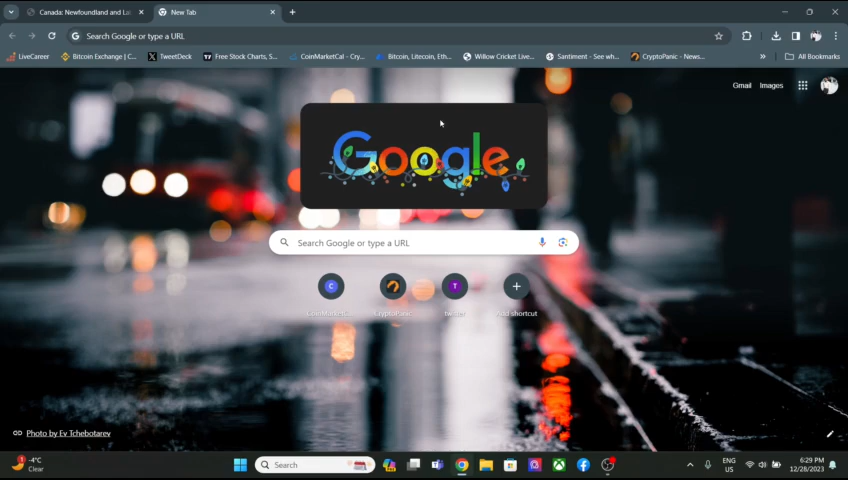 Canada: Newfoundland and La
New Tab
Search Google or type a URL
LiveCareer
Bitcoin Exchange | C...
TweetDeck
Free Stock Charts, S...
CoinMarketCal - Cry...
Bitcoin, Litecoin, Eth...
Willow Cricket Live...
Santiment - See wh...
CryptoPanic - News...
»
All Bookmarks
Gmail
Images
Google
Search Google or type a URL
CoinMarketCal
CryptoPanic
twitter
Add shortcut
Photo by Ev Tchebotarev
1
-4°C
Clear
Search
ENG
US
6:29 PM
12/28/2023